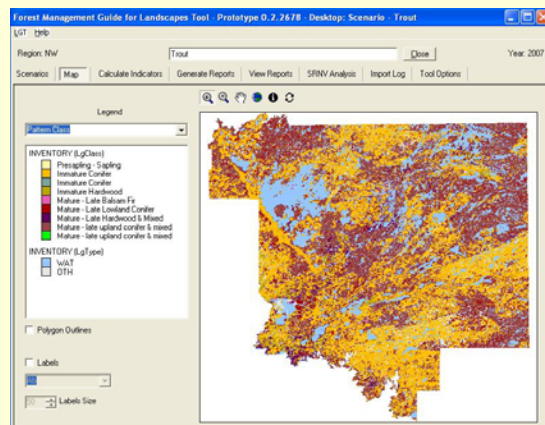 Forest Management Guide for Landscapes Tool - Prototype 0.2.2678 - Desktop: Scenario - Trout
LGT Help
Region: NW Trout Close Year: 2007
Scenarios Map Calculate Indicators Generate Reports View Reports SRINV Analysis Import Log Tool Options
Legend
Pattern Class
INVENTORY (LgClass)
Presapling - Sapling
Immature Conifer
Immature Conifer
Immature Hardwood
Mature - Late Balsam Fir
Mature - Late Lowland Conifer
Mature - Late Hardwood & Mixed
Mature - late upland conifer & mixed
Mature - late upland conifer & mixed
INVENTORY (LgType)
WAT
OTH
Polygon Outlines
Labels
50 Labels Size